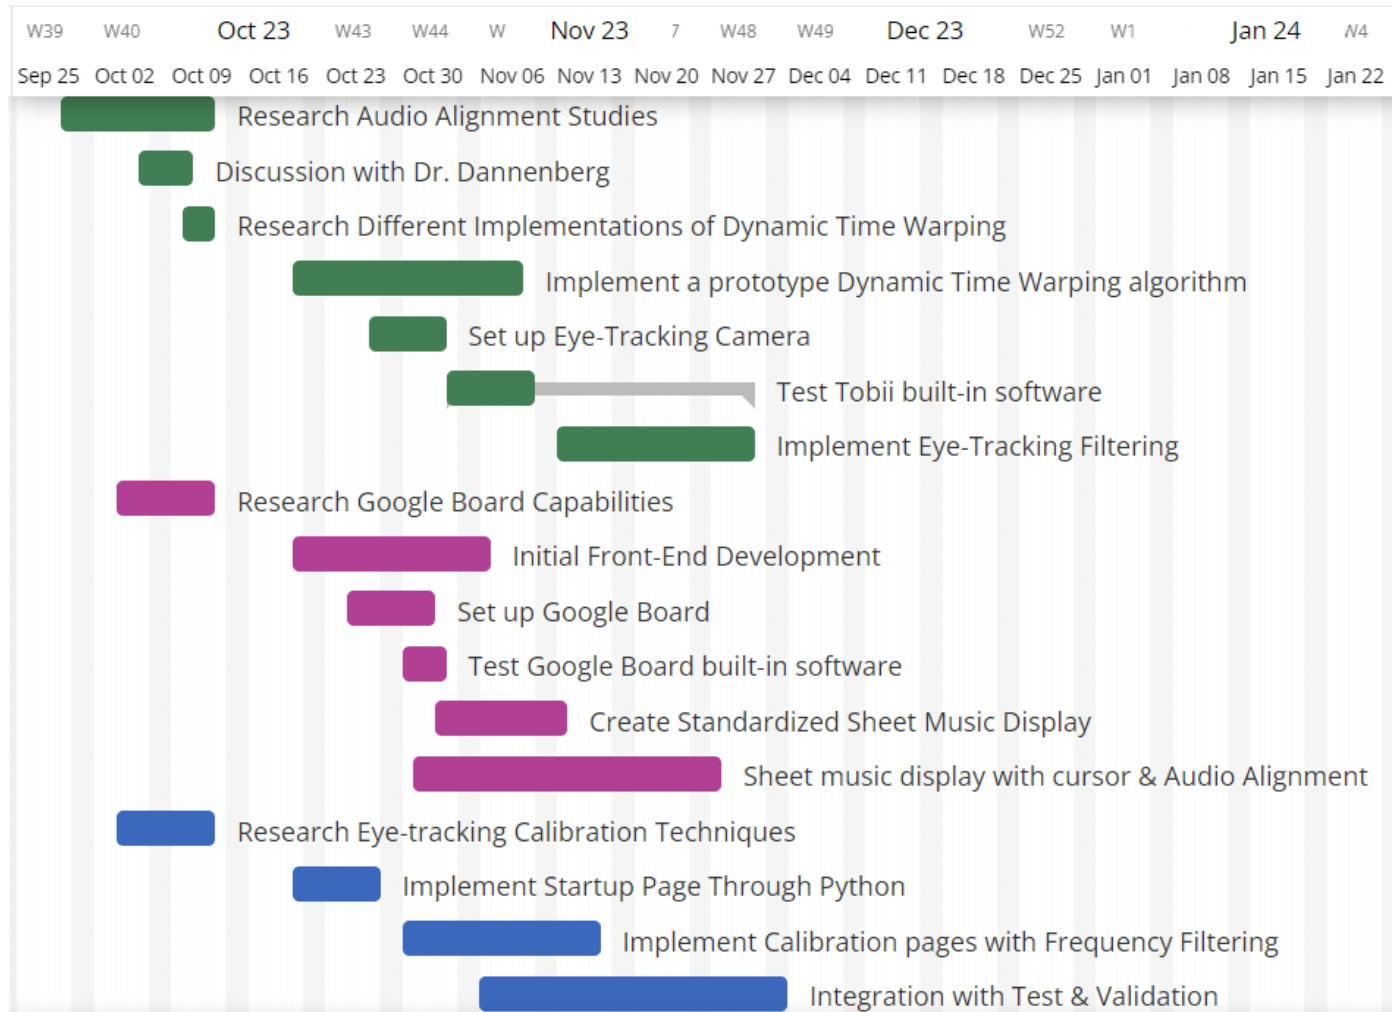 W39 W40 Oct 23 W43 W44 W Nov 23 7 W48 W49 Dec 23 W52 W1 Jan 24 W4
Sep 25 Oct 02 Oct 09 Oct 16 Oct 23 Oct 30 Nov 06 Nov 13 Nov 20 Nov 27 Dec 04 Dec 11 Dec 18 Dec 25 Jan 01 Jan 08 Jan 15 Jan 22
Research Audio Alignment Studies
Discussion with Dr. Dannenberg
Research Different Implementations of Dynamic Time Warping
Implement a prototype Dynamic Time Warping algorithm
Set up Eye-Tracking Camera
Test Tobii built-in software
Implement Eye-Tracking Filtering
Research Google Board Capabilities
Initial Front-End Development
Set up Google Board
Test Google Board built-in software
Create Standardized Sheet Music Display
Sheet music display with cursor & Audio Alignment
Research Eye-tracking Calibration Techniques
Implement Startup Page Through Python
Implement Calibration pages with Frequency Filtering
Integration with Test & Validation